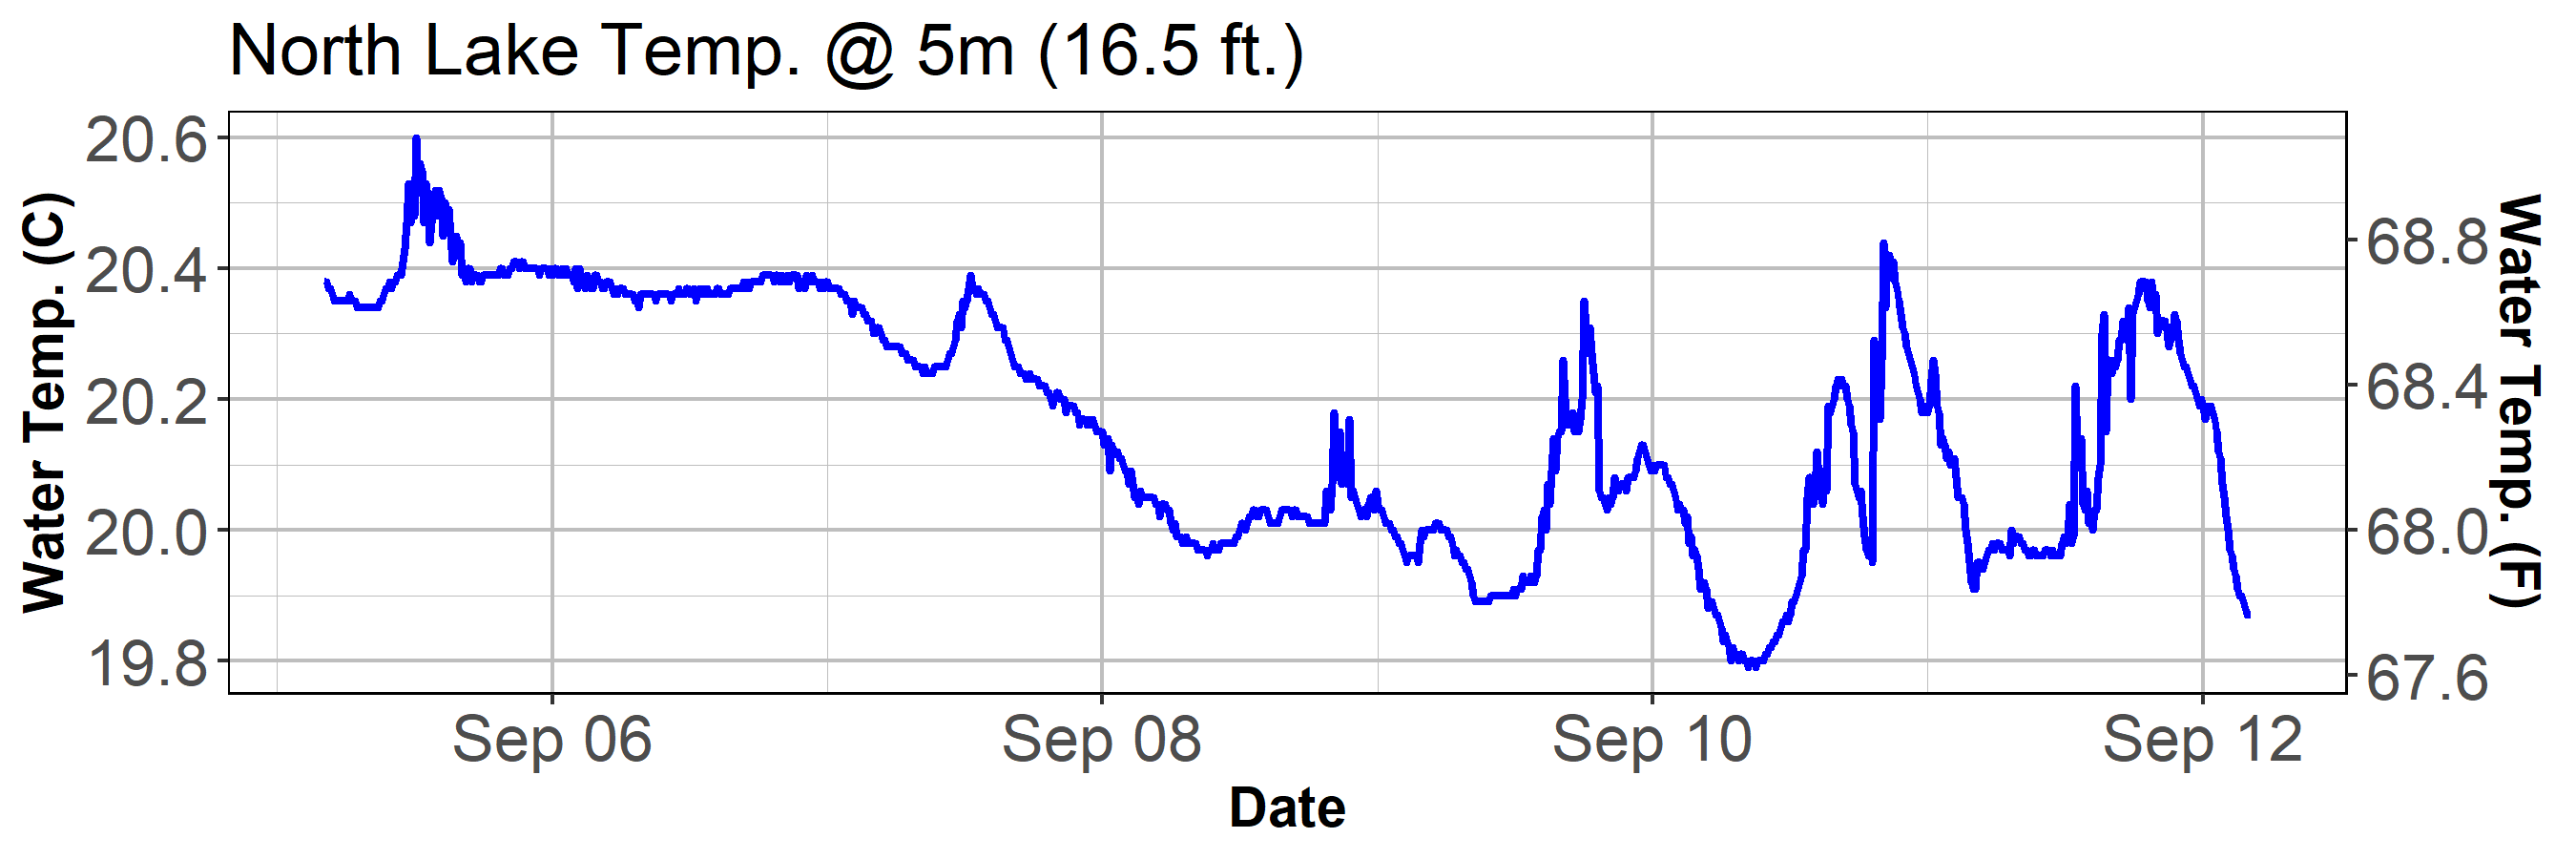 North Lake Temp. @ 5m (16.5 ft.)
Water Temp. (C)
20.6
20.4
20.2
20.0
19.8
68.8
68.4
68.0
67.6
Water Temp. (F)
Sep 06
Sep 08
Sep 10
Sep 12
Date